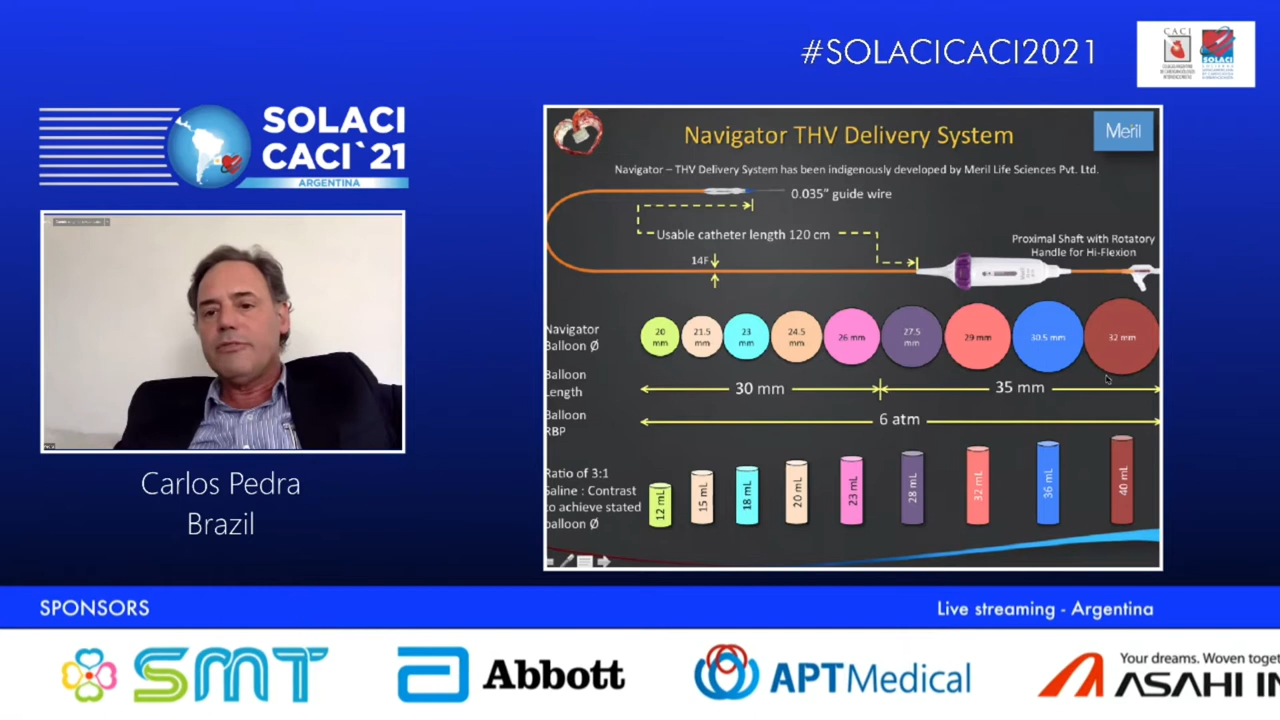 #SOLACICACI2021
CACI
SOLACI
SOLACI
CACI`21
ARGENTINA
Carlos Pedra
Brazil
Navigator THV Delivery System
Meril
Navigator – THV Delivery System has been indigenously developed by Meril Life Sciences Pvt. Ltd.
0.035” guide wire
Usable catheter length 120 cm
Proximal Shaft with Rotatory
Handle for Hi-Flexion
14F
Navigator
Balloon Ø
20 mm
21.5 mm
23 mm
24.5 mm
26 mm
27.5 mm
29 mm
30.5 mm
32 mm
Balloon
Length
30 mm
35 mm
Balloon
RBP
6 atm
Ratio of 3:1
Saline : Contrast
to achieve stated
balloon Ø
12 mL
15 mL
18 mL
20 mL
23 mL
28 mL
32 mL
36 mL
40 mL
SPONSORS
Live streaming - Argentina
SMT
Abbott
APTMedical
Your dreams. Woven toget
ASAHI IN